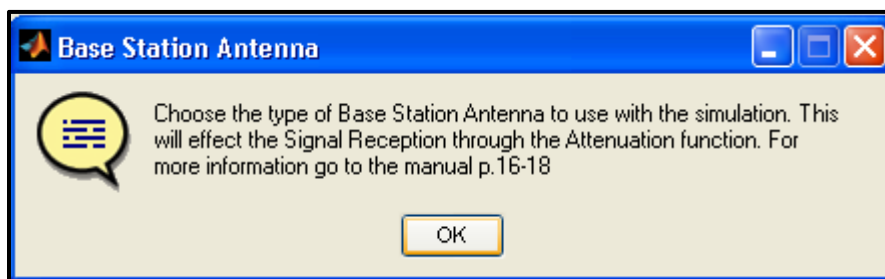 Base Station Antenna
Choose the type of Base Station Antenna to use with the simulation. This
will effect the Signal Reception through the Attenuation function. For
more information go to the manual p.16-18
OK